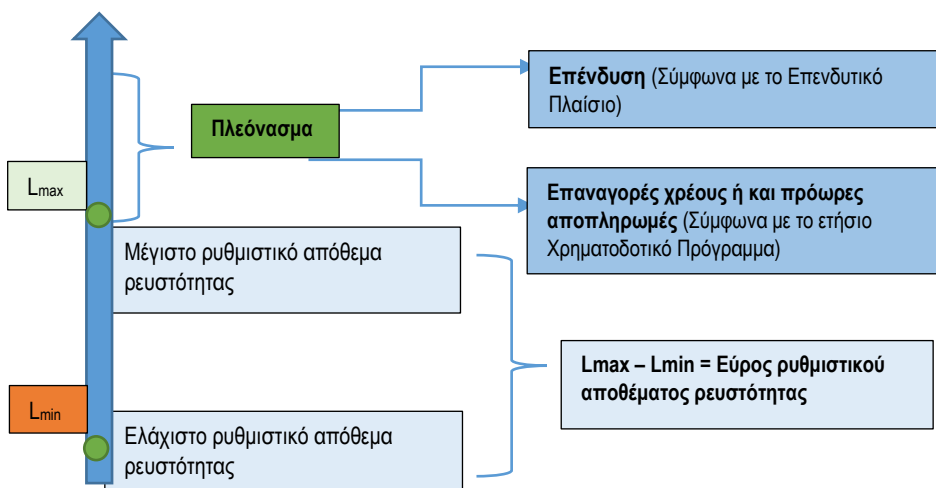 Επένδυση (Σύμφωνα με το Επενδυτικό
Πλαίσιο)
Πλεόνασμα
Lmax
Επαναγορές χρέους ή και πρόωρες
αποπληρωμές (Σύμφωνα με το ετήσιο
Χρηματοδοτικό Πρόγραμμα)
Μέγιστο ρυθμιστικό απόθεμα
ρευστότητας
Lmax – Lmin = Εύρος ρυθμιστικού
αποθέματος ρευστότητας
Lmin
Ελάχιστο ρυθμιστικό απόθεμα
ρευστότητας